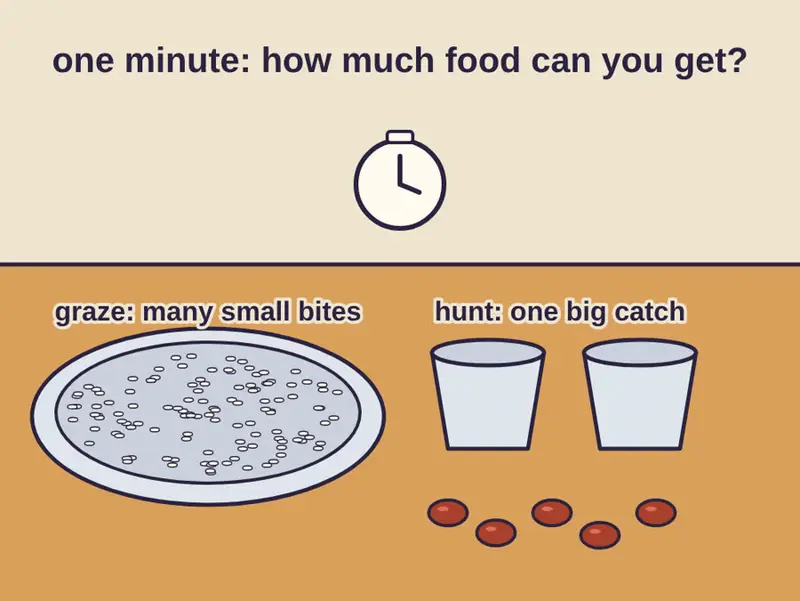 one minute: how much food can you get?
graze: many small bites
hunt: one big catch